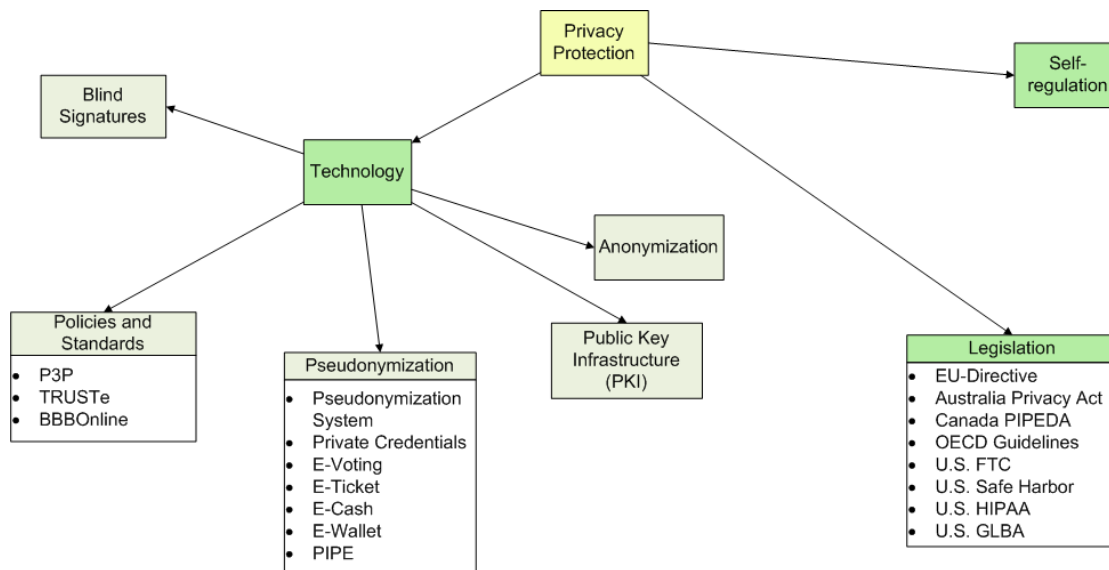 Privacy
Protection
Self-
regulation
Blind
Signatures
Technology
Anonymization
Policies and
Standards
P3P
TRUSTe
BBBOnline
Pseudonymization
Pseudonymization
System
Private Credentials
E-Voting
E-Ticket
E-Cash
E-Wallet
PIPE
Public Key
Infrastructure
(PKI)
Legislation
EU-Directive
Australia Privacy Act
Canada PIPEDA
OECD Guidelines
U.S. FTC
U.S. Safe Harbor
U.S. HIPAA
U.S. GLBA